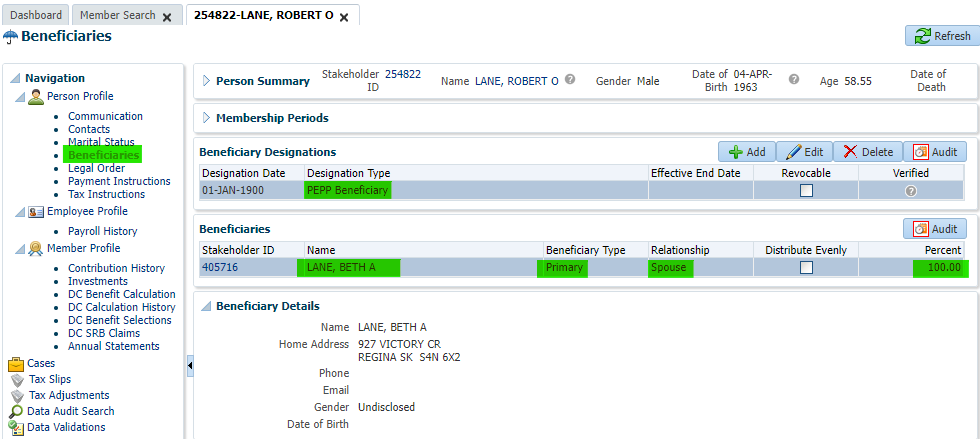 Dashboard Member Search 254822-LANE, ROBERT O
Beneficiaries
Refresh
Navigation
Person Profile
Communication
Contacts
Marital Status
Beneficiaries
Legal Order
Payment Instructions
Tax Instructions
Employee Profile
Payroll History
Member Profile
Contribution History
Investments
DC Benefit Calculation
DC Calculation History
DC Benefit Selections
DC SRB Claims
Annual Statements
Cases
Tax Slips
Tax Adjustments
Data Audit Search
Data Validations
Person Summary Stakeholder ID 254822 Name LANE, ROBERT O Gender Male Date of Birth 04-APR-1963 Age 58.55 Date of Death
Membership Periods
Beneficiary Designations Add Edit Delete Audit
Designation Date Designation Type Effective End Date Revocable Verified
01-JAN-1900 PEPP Beneficiary
Beneficiaries Audit
Stakeholder ID Name Beneficiary Type Relationship Distribute Evenly Percent
405716 LANE, BETH A Primary Spouse 100.00
Beneficiary Details
Name LANE, BETH A
Home Address 927 VICTORY CR
REGINA SK S4N 6X2
Phone
Email
Gender Undisclosed
Date of Birth